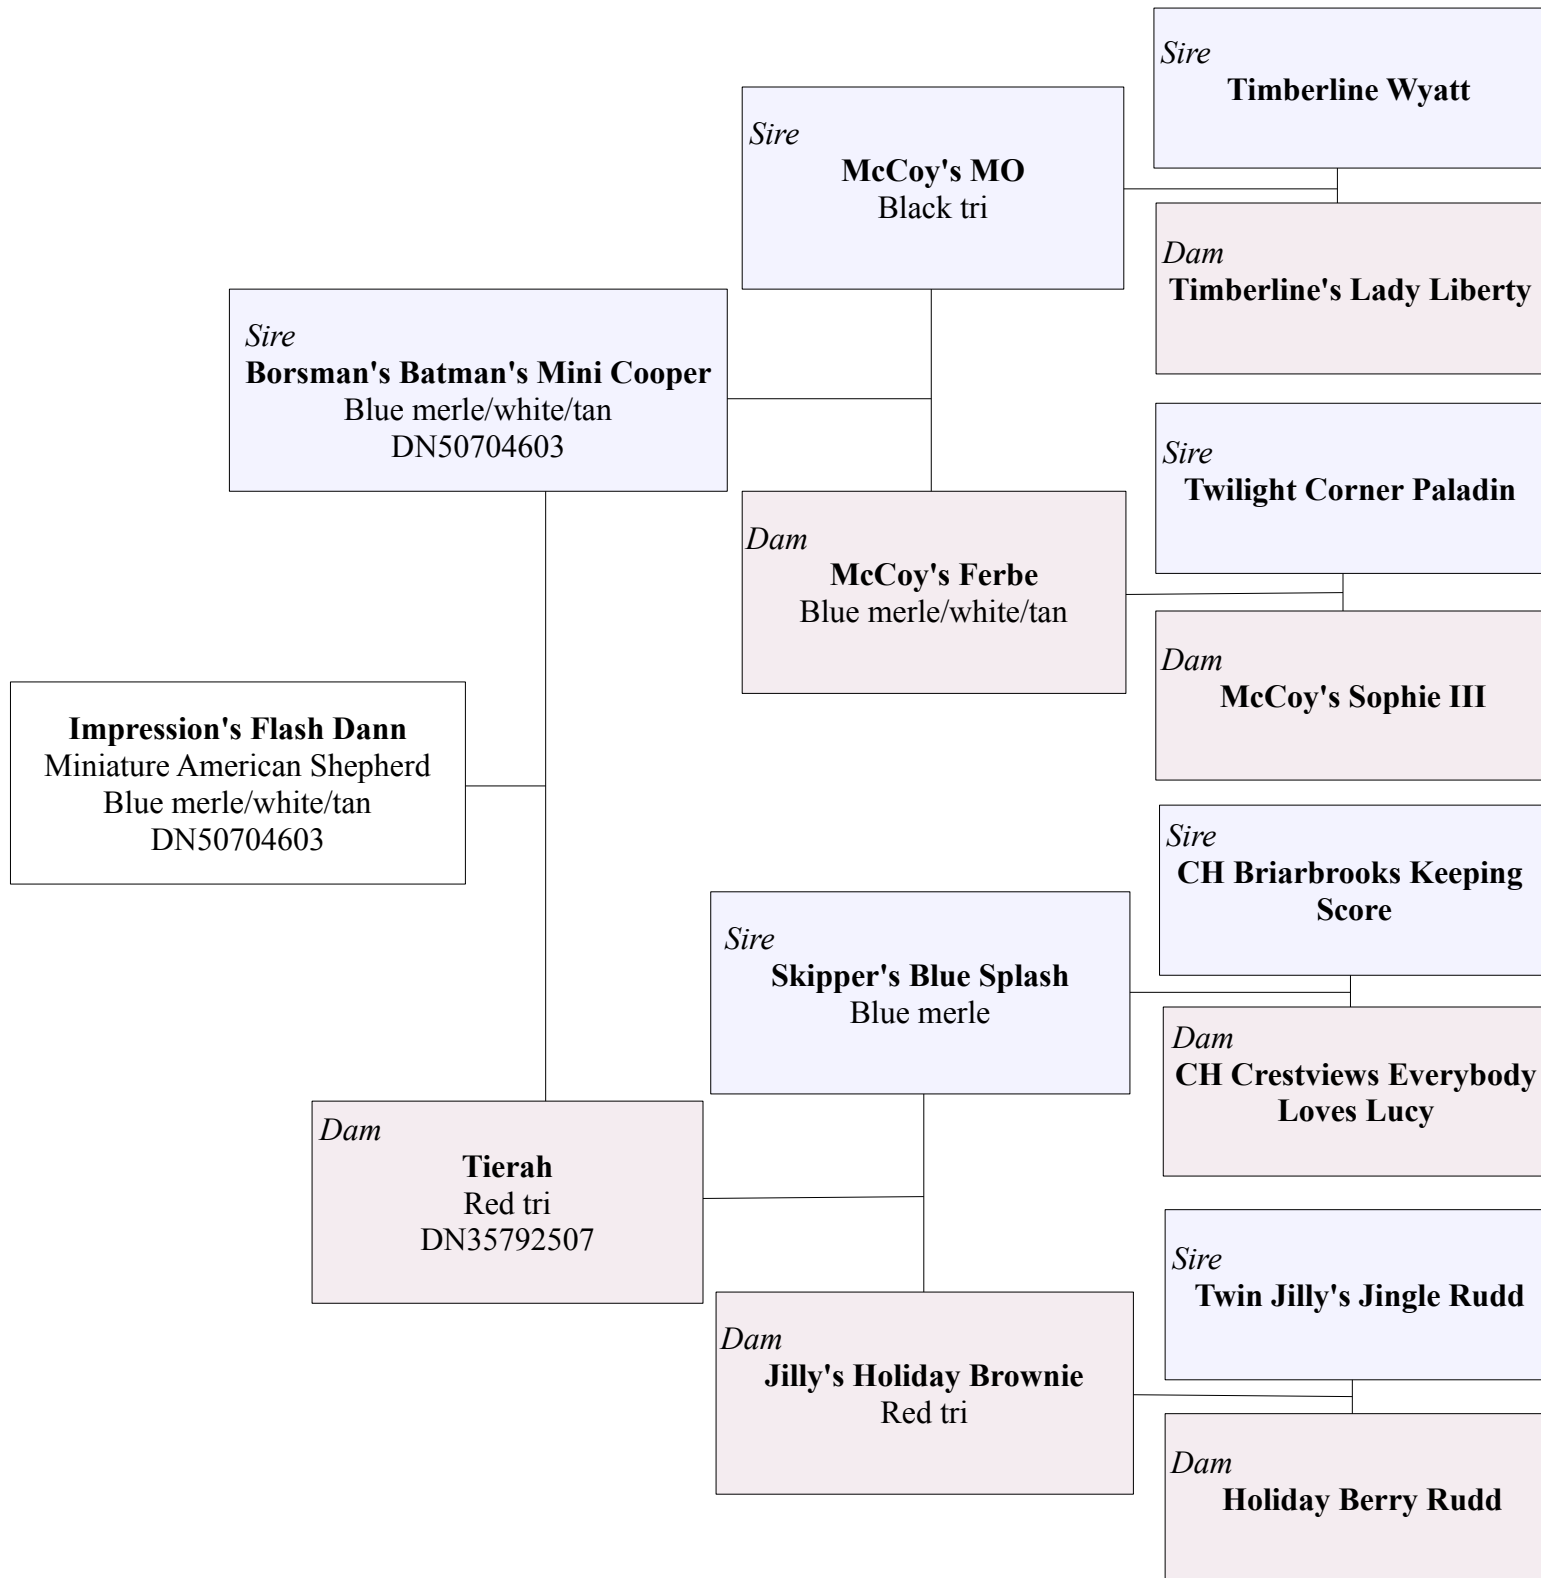 Sire
Timberline Wyatt
Sire
McCoy's MO
Black tri
Dam
Timberline's Lady Liberty
Sire
Borsman's Batman's Mini Cooper
Blue merle/white/tan
DN50704603
Sire
Twilight Corner Paladin
Dam
McCoy's Ferbe
Blue merle/white/tan
Dam
McCoy's Sophie III
Impression's Flash Dann
Miniature American Shepherd
Blue merle/white/tan
DN50704603
Sire
CH Briarbrooks Keeping
Score
Sire
Skipper's Blue Splash
Blue merle
Dam
CH Crestviews Everybody
Loves Lucy
Dam
Tierah
Red tri
DN35792507
Sire
Twin Jilly's Jingle Rudd
Dam
Jilly's Holiday Brownie
Red tri
Dam
Holiday Berry Rudd